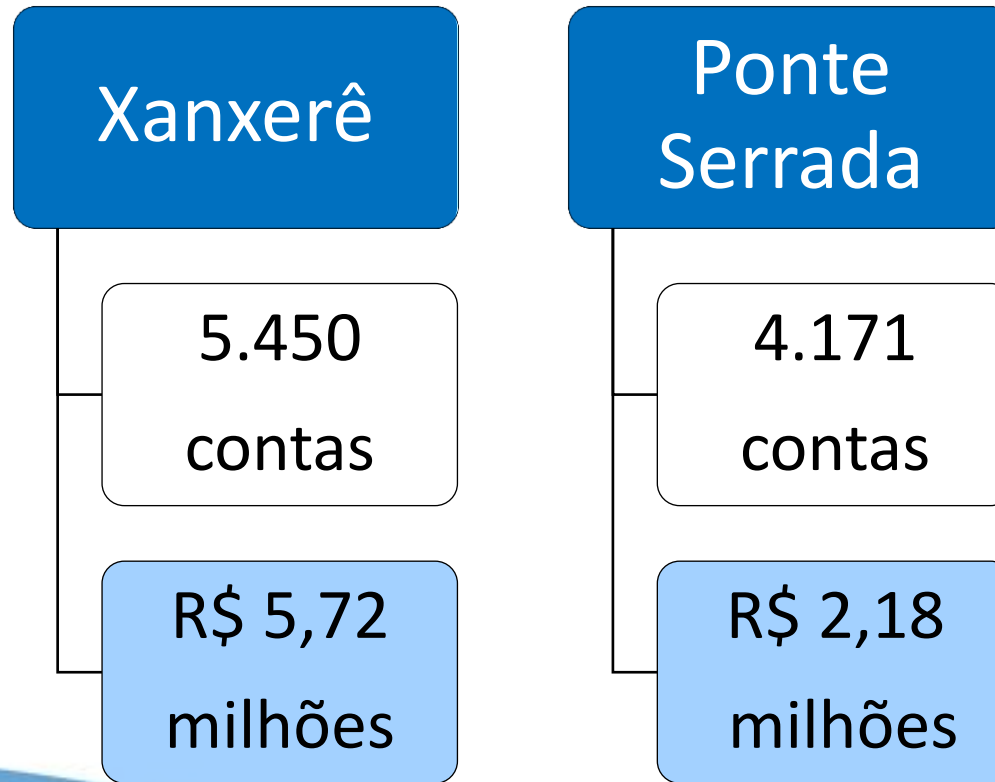 Xanxerê
5.450
contas
R$ 5,72
milhões
Ponte
Serrada
4.171
contas
R$ 2,18
milhões